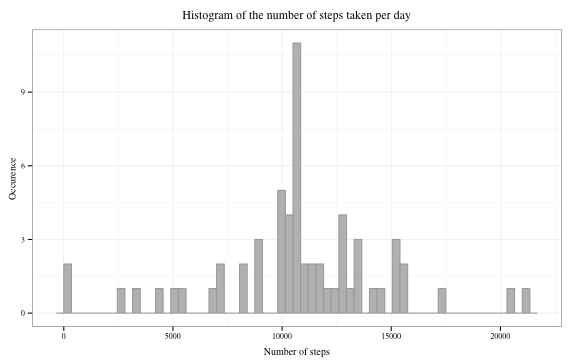 Histogram of the number of steps taken per day
Occurence
9
6
3
0
0 5000 10000 15000 20000
Number of steps